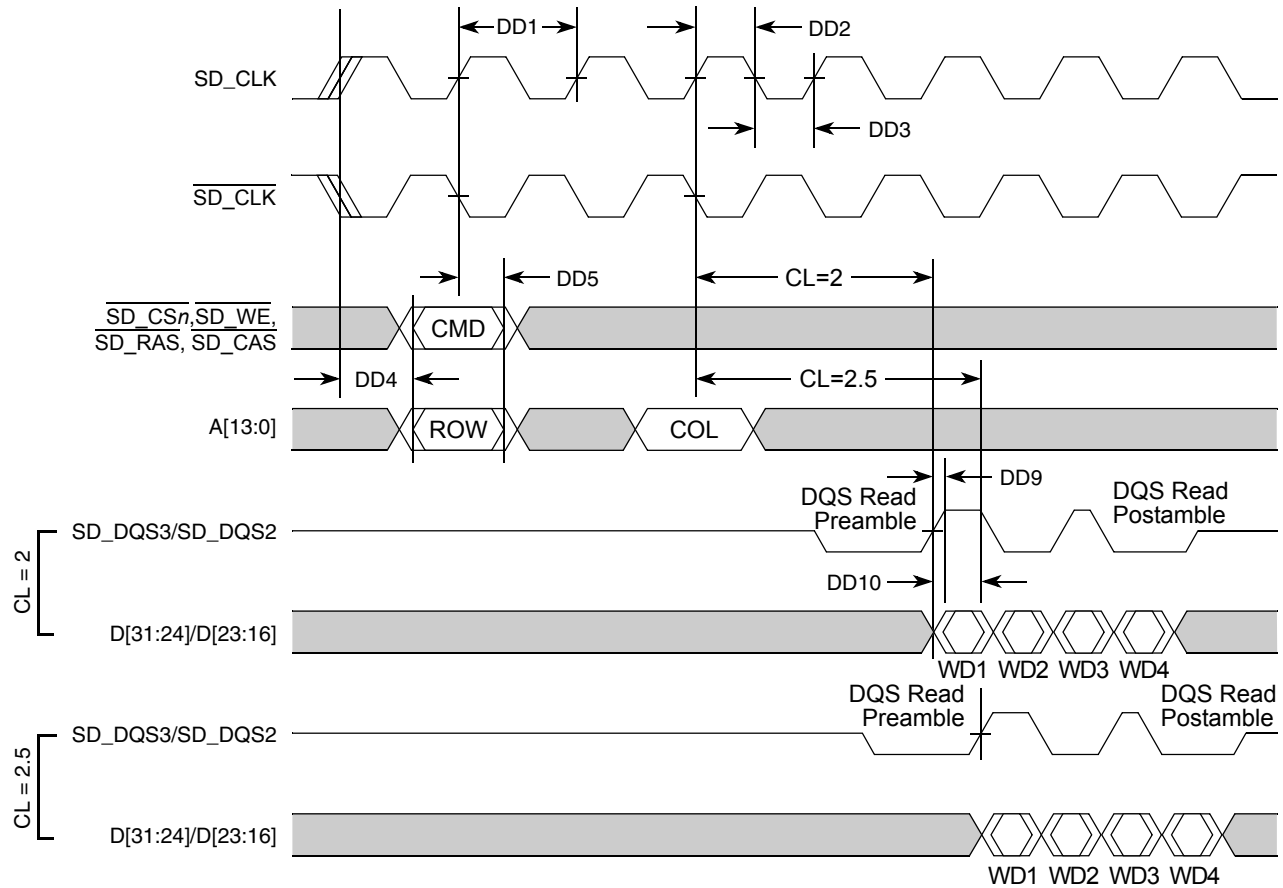 DD1
DD2
SD_CLK
DD3
SD_CLK
DD5
CL=2
SD_CSn,SD_WE,
SD_RAS, SD_CAS
CMD
DD4
CL=2.5
A[13:0]
ROW
COL
DD9
DQS Read
Preamble
DQS Read
Postamble
CL = 2
SD_DQS3/SD_DQS2
DD10
D[31:24]/D[23:16]
WD1 WD2 WD3 WD4
DQS Read
Preamble
DQS Read
Postamble
CL = 2.5
SD_DQS3/SD_DQS2
D[31:24]/D[23:16]
WD1 WD2 WD3 WD4